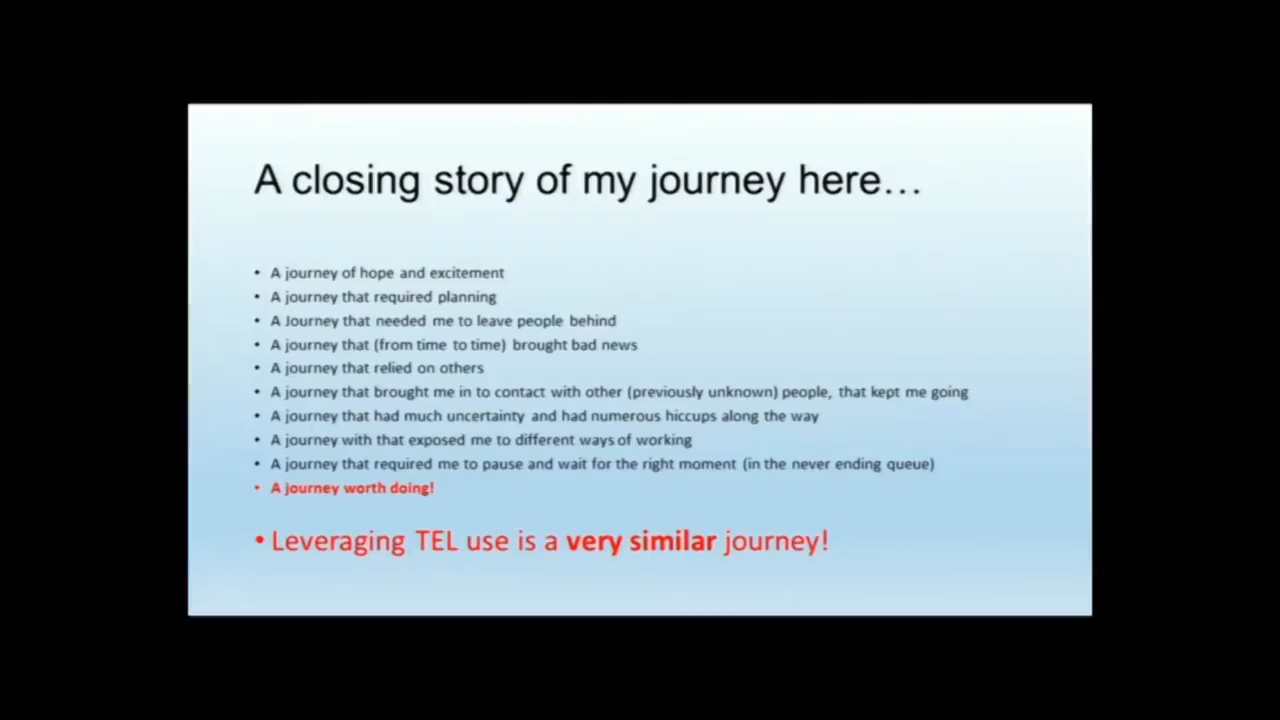 A closing story of my journey here…
• A journey of hope and excitement
• A journey that required planning
• A Journey that needed me to leave people behind
• A journey that (from time to time) brought bad news
• A journey that relied on others
• A journey that brought me in to contact with other (previously unknown) people, that kept me going
• A journey that had much uncertainty and had numerous hiccups along the way
• A journey with that exposed me to different ways of working
• A journey that required me to pause and wait for the right moment (in the never ending queue)
• A journey worth doing!
• Leveraging TEL use is a very similar journey!